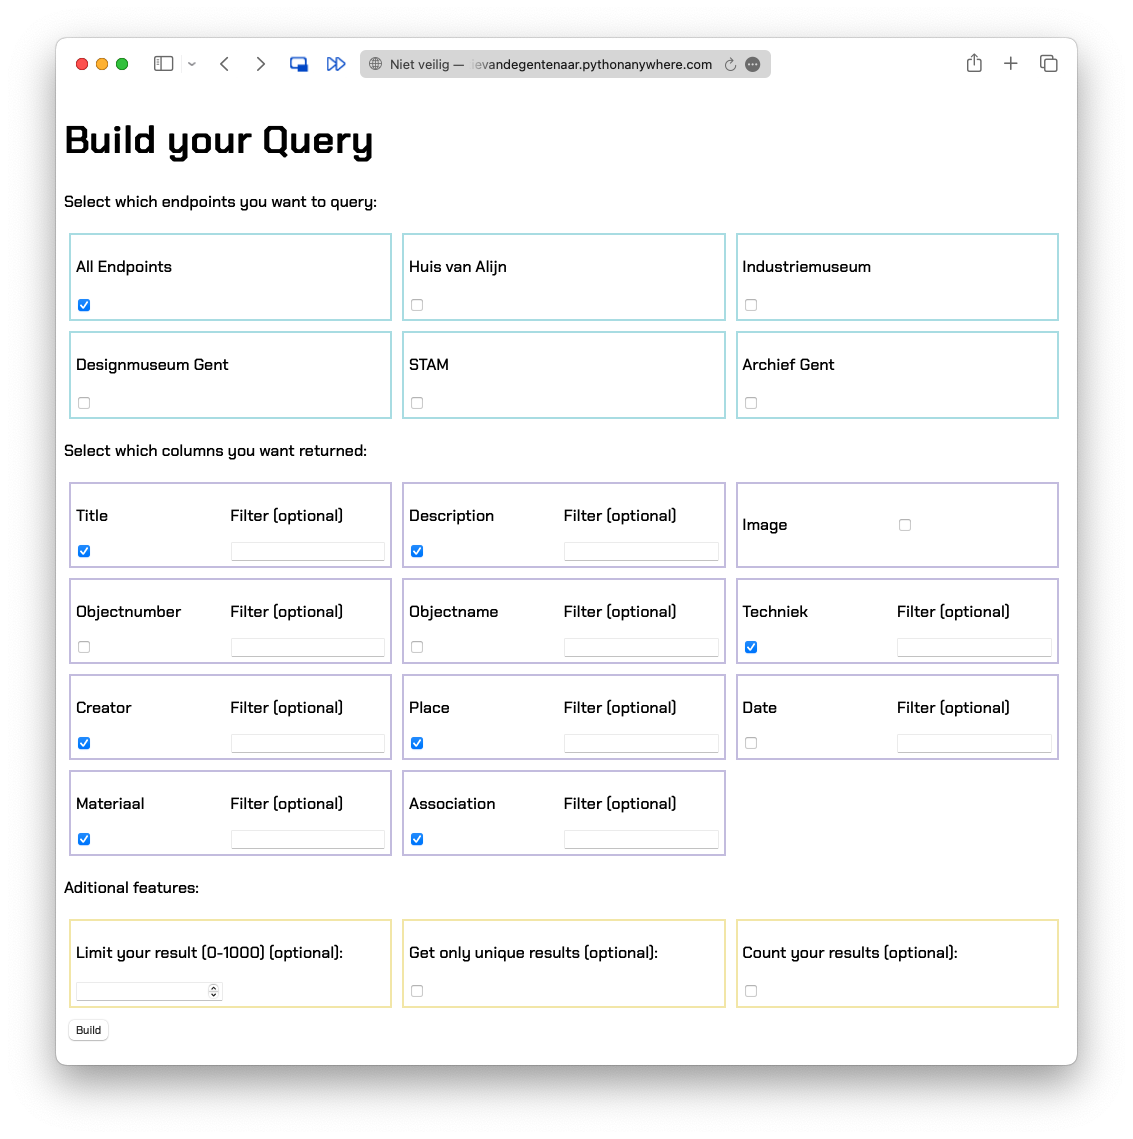 Niet veilig — ievandegentenaar.pythonanywhere.com
Build your Query
Select which endpoints you want to query:
All Endpoints
Huis van Alijn
Industriemuseum
Designmuseum Gent
STAM
Archief Gent
Select which columns you want returned:
Title
Filter (optional)
Description
Filter (optional)
Image
Objectnumber
Filter (optional)
Objectname
Filter (optional)
Techniek
Filter (optional)
Creator
Filter (optional)
Place
Filter (optional)
Date
Filter (optional)
Materiaal
Filter (optional)
Association
Filter (optional)
Aditional features:
Limit your result (0-1000) (optional):
Get only unique results (optional):
Count your results (optional):
Build